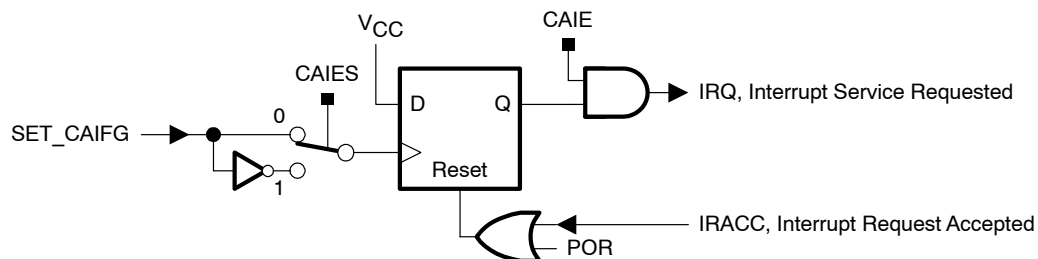 CAIE
VCC
CAIES
D
Q
IRQ, Interrupt Service Requested
0
SET_CAIFG
Reset
1
IRACC, Interrupt Request Accepted
POR